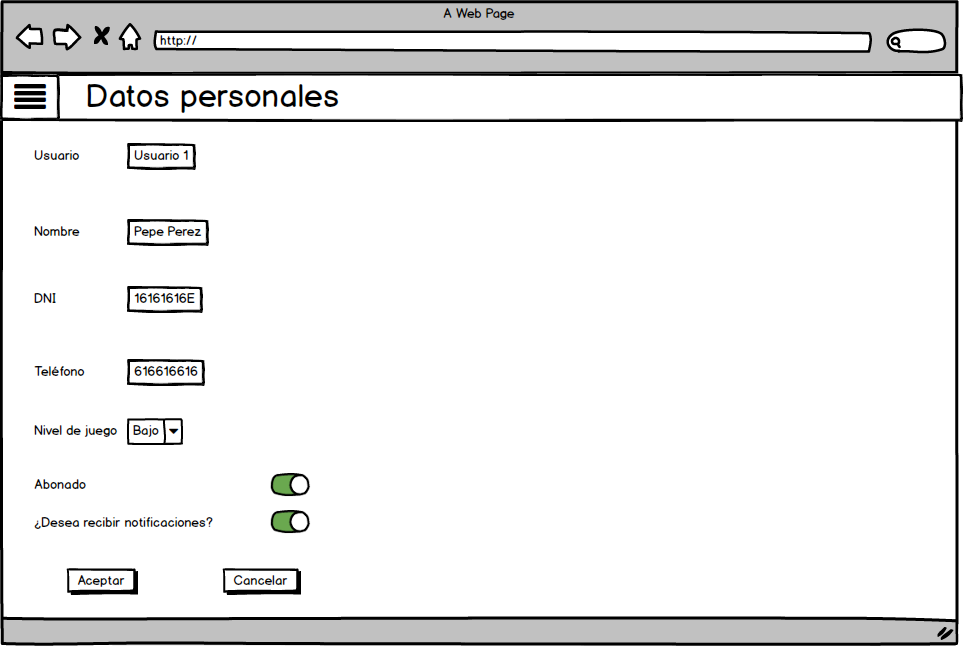 A Web Page
http://
Datos personales
Usuario Usuario 1
Nombre Pepe Perez
DNI 16161616E
Teléfono 616616616
Nivel de juego Bajo
Abonado
¿Desea recibir notificaciones?
Aceptar Cancelar